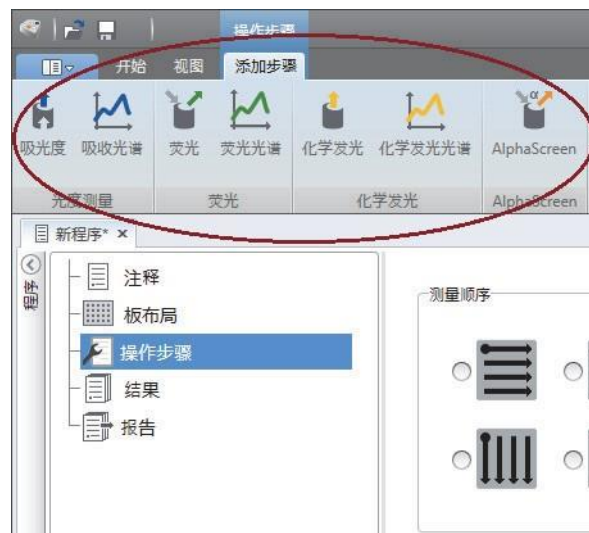 操作步骤
开始 视图 添加步骤
吸光度 吸收光谱 荧光 荧光光谱 化学发光 化学发光光谱 AlphaScreen
光度测量 荧光 化学发光 AlphaScreen
新程序*
程序
注释
板布局
操作步骤
结果
报告
测量顺序